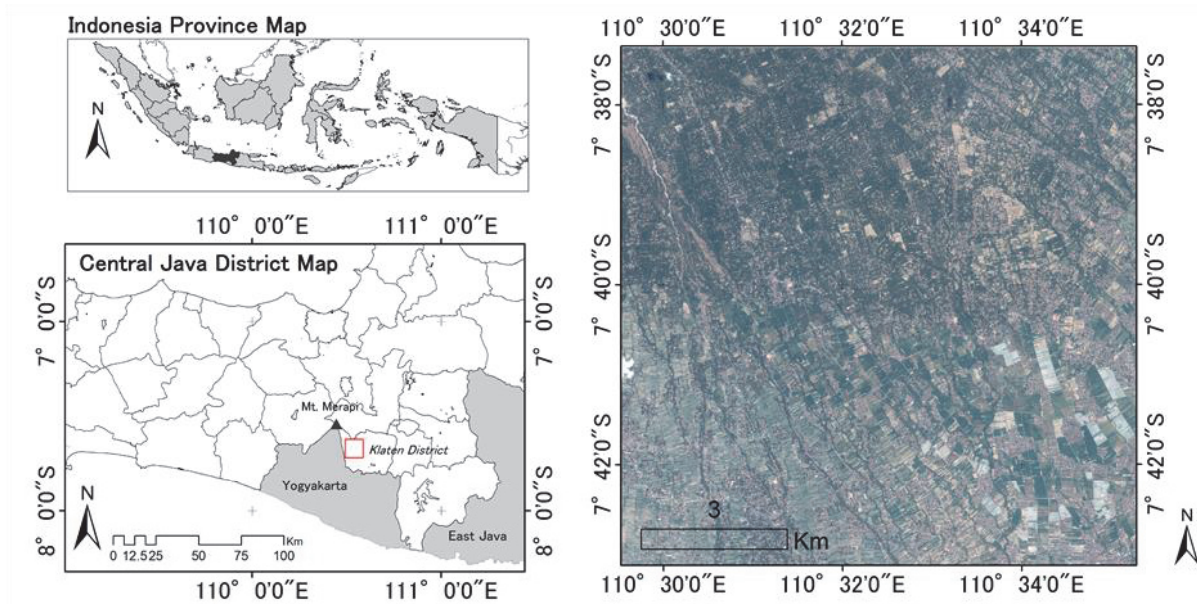 Indonesia Province Map
N
110° 0'0"E 111° 0'0"E
Central Java District Map
7° 0'0"S
7° 0'0"S
Mt. Merapi
Klaten District
Yogyakarta
East Java
8° 0'0"S
8° 0'0"S
N
0 12.5 25 50 75 100 Km
110° 0'0"E 111° 0'0"E
110° 30'0"E 110° 32'0"E 110° 34'0"E
7° 38'0"S
7° 38'0"S
7° 40'0"S
7° 40'0"S
7° 42'0"S
7° 42'0"S
3
Km
N
110° 30'0"E 110° 32'0"E 110° 34'0"E